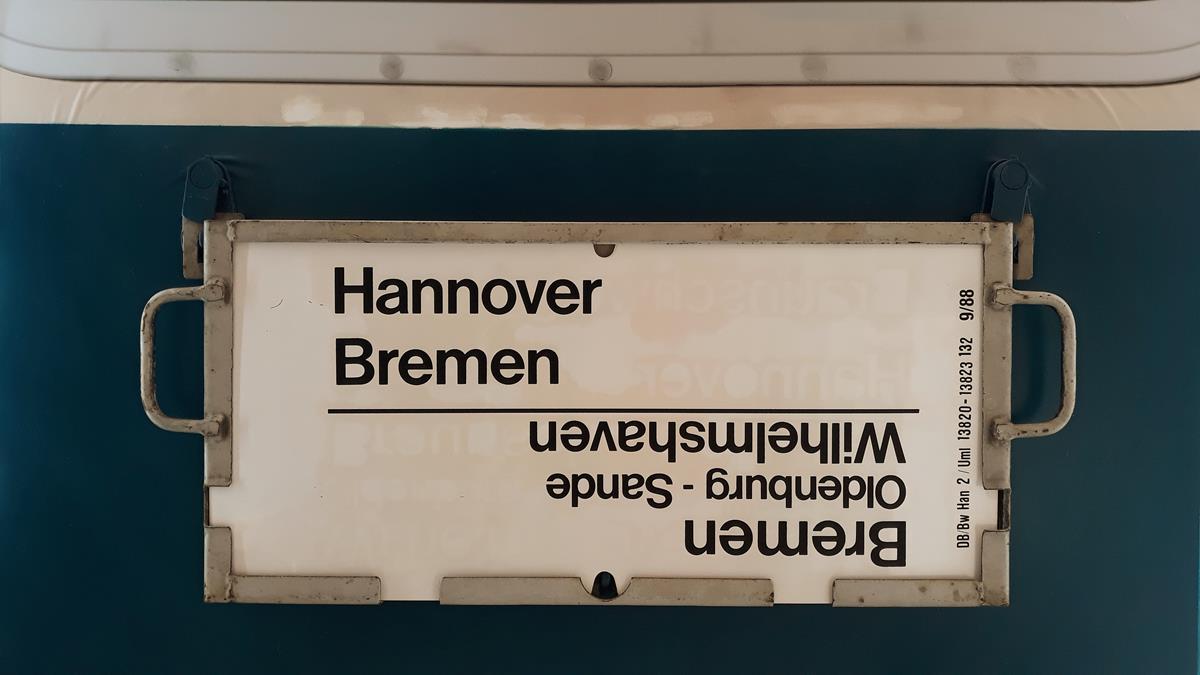 Hannover
Bremen
Bremen
Oldenburg - Sande
Wilhelmshaven
DB/Bw Han 2 / Uml 13820-13823 132 9/88